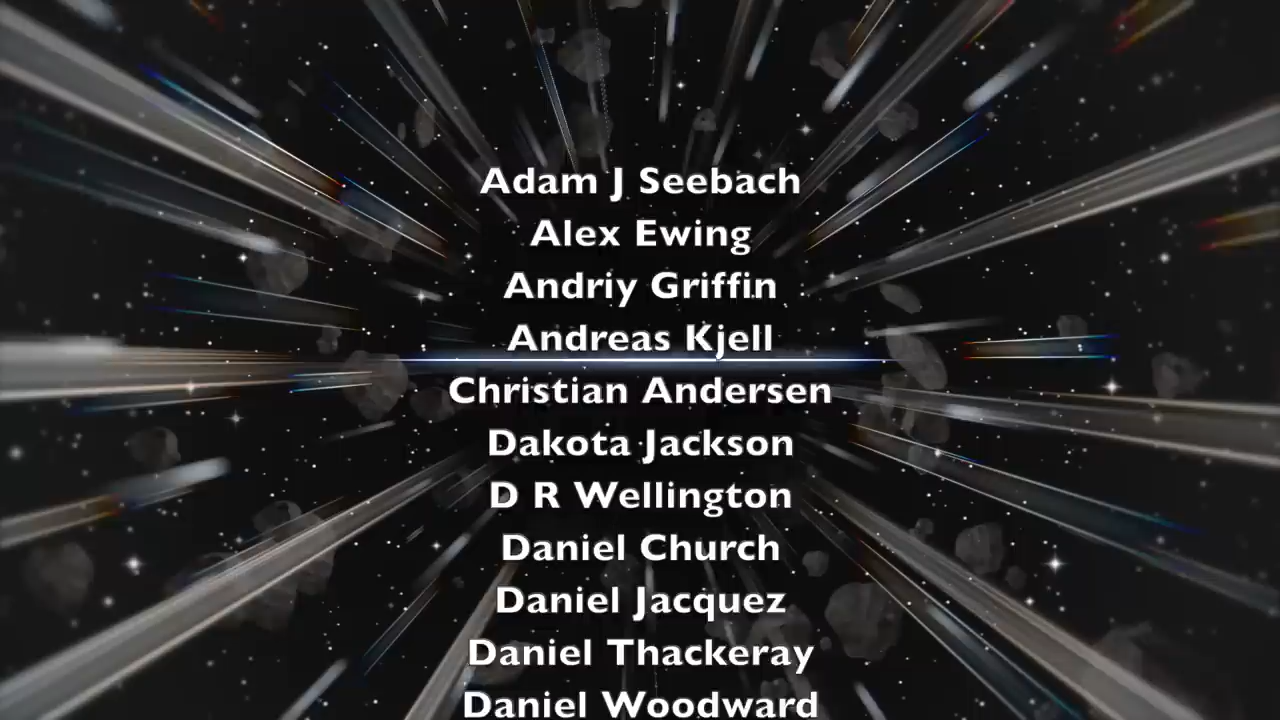 Adam J Seebach
Alex Ewing
Andriy Griffin
Andreas Kjell
Christian Andersen
Dakota Jackson
D R Wellington
Daniel Church
Daniel Jacquez
Daniel Thackeray
Daniel Woodward